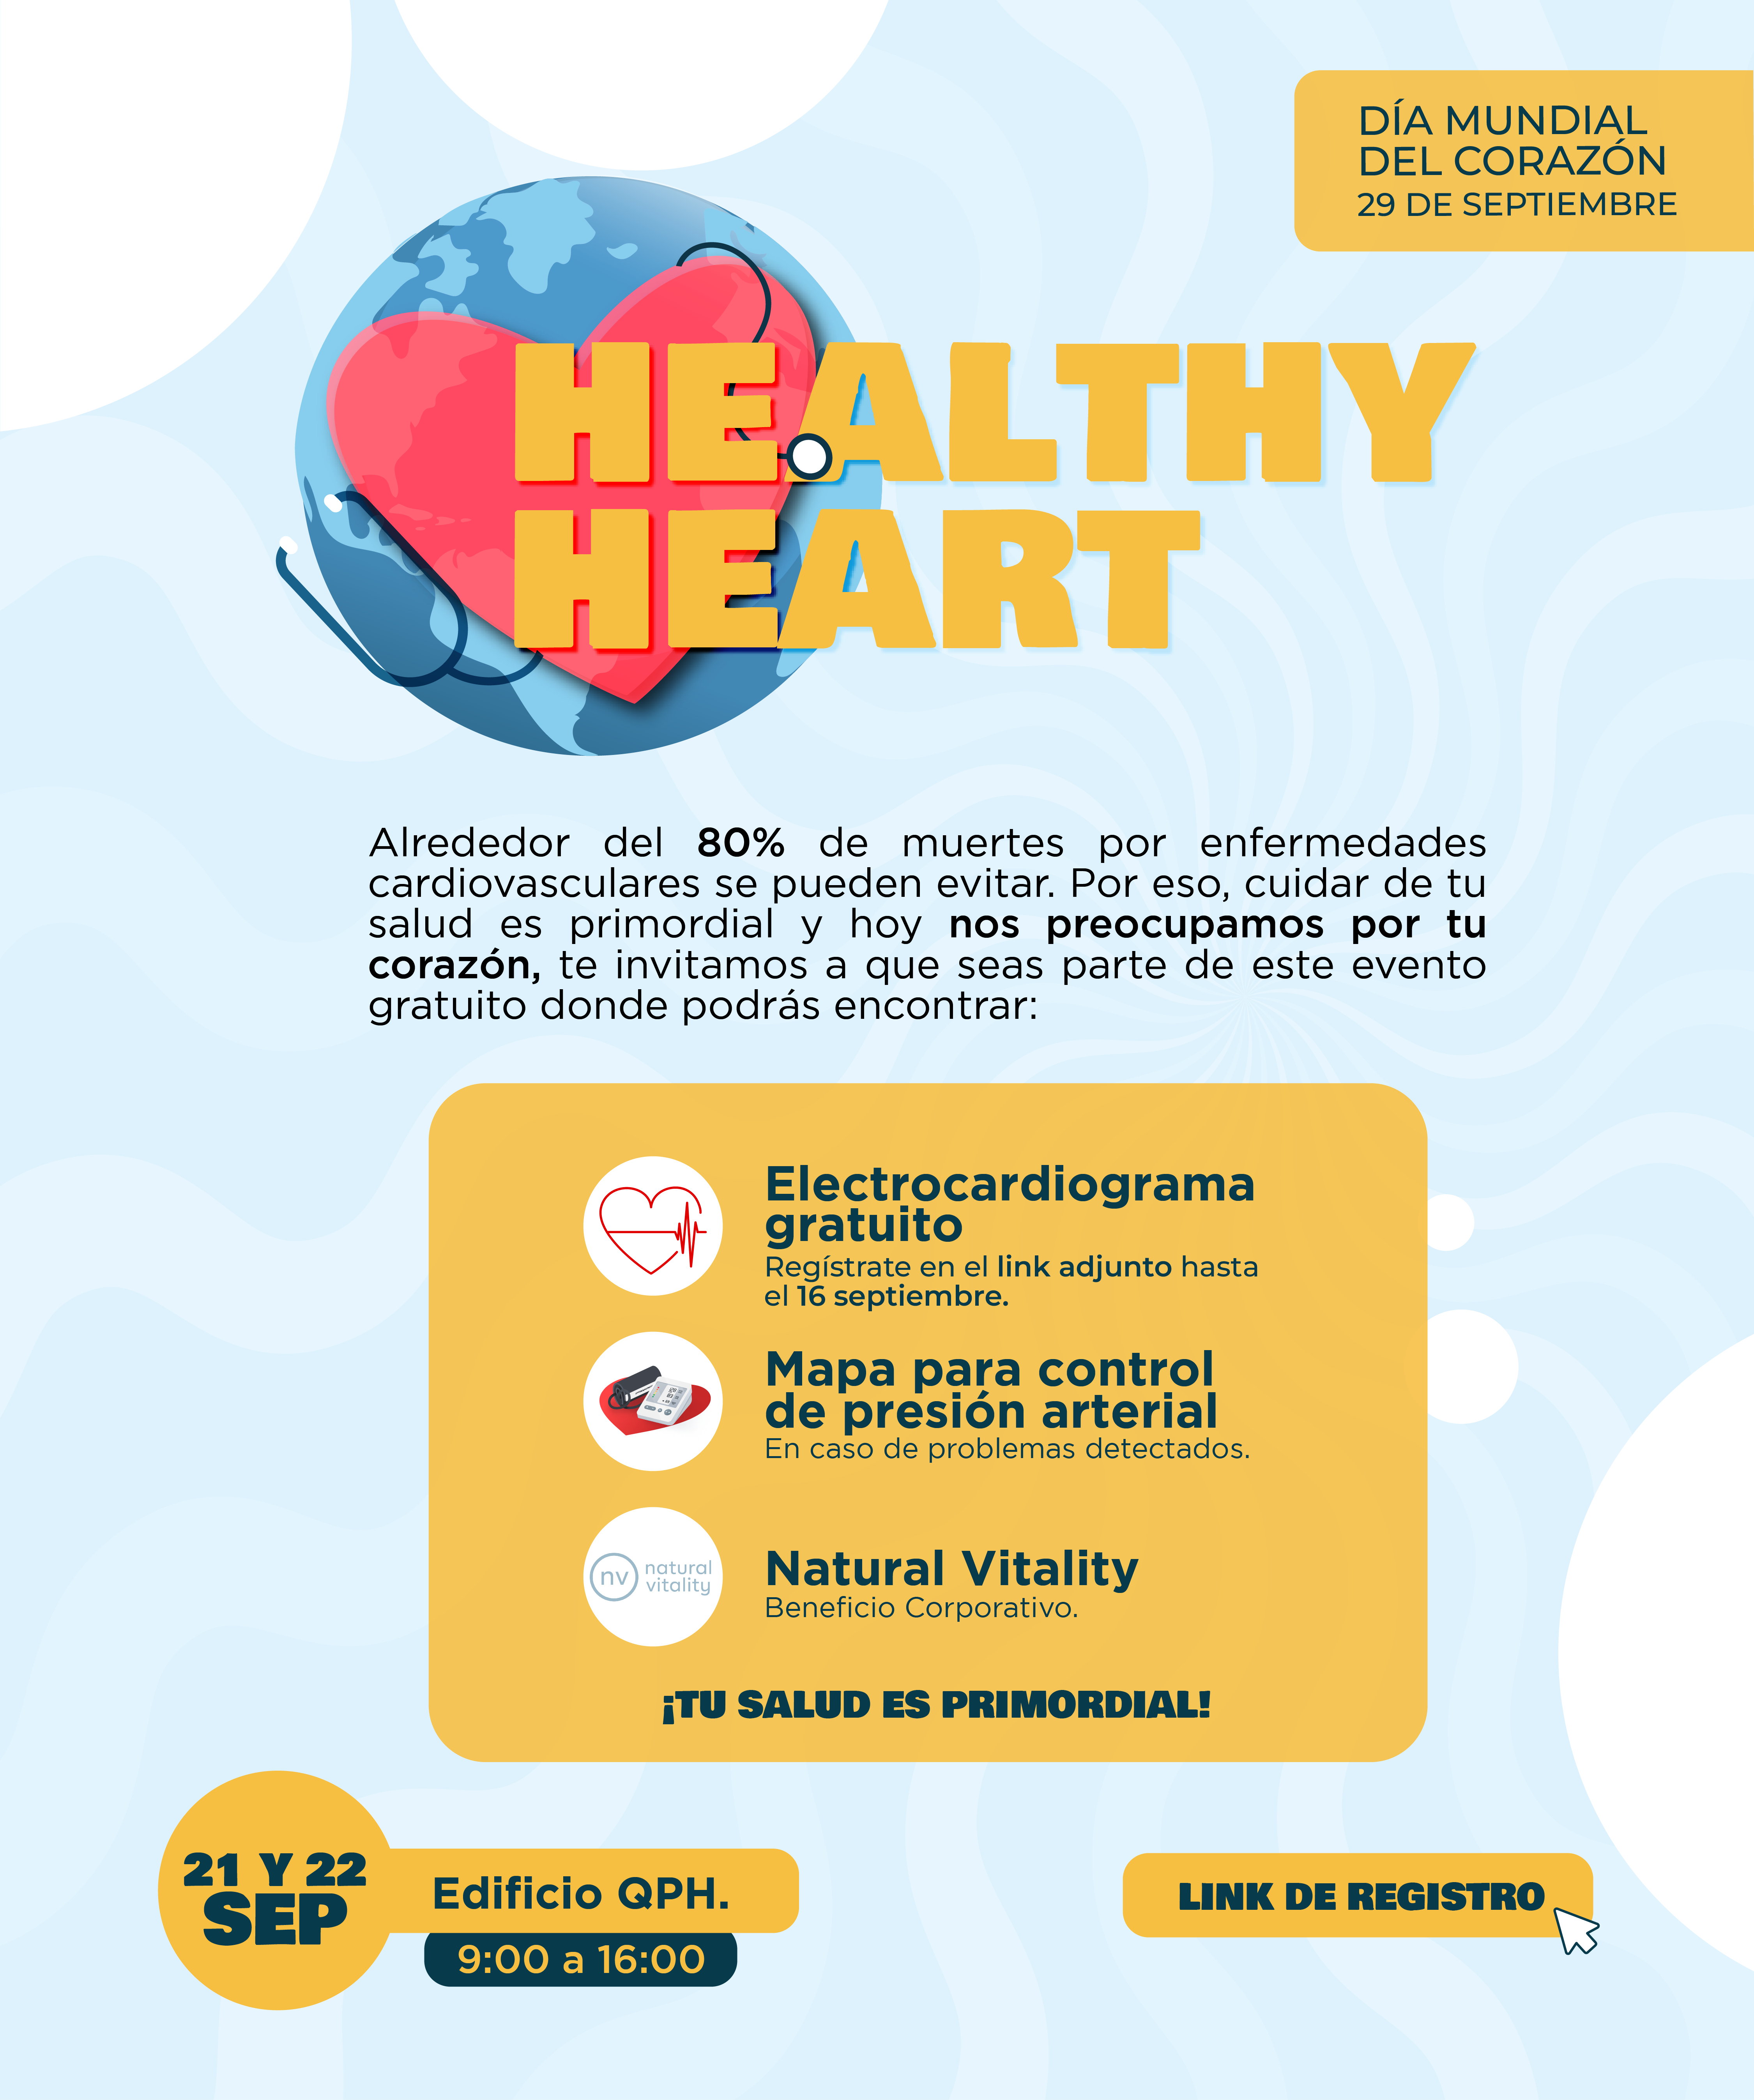 DÍA MUNDIAL
DEL CORAZÓN
29 DE SEPTIEMBRE
HEALTHY
HEART
Alrededor del 80% de muertes por enfermedades
cardiovasculares se pueden evitar. Por eso, cuidar de tu
salud es primordial y hoy nos preocupamos por tu
corazón, te invitamos a que seas parte de este evento
gratuito donde podrás encontrar:
Electrocardiograma
gratuito
Regístrate en el link adjunto hasta
el 16 septiembre.
Mapa para control
de presión arterial
En caso de problemas detectados.
nv natural
vitality
Natural Vitality
Beneficio Corporativo.
¡TU SALUD ES PRIMORDIAL!
21 Y 22
SEP
Edificio QPH.
9:00 a 16:00
LINK DE REGISTRO